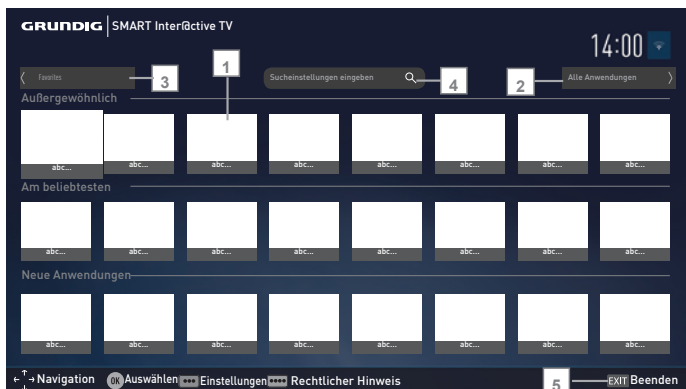 GRUNDIG SMART Inter@ctive TV
14:00
Favorites
3
1
Sucheinstellungen eingeben
4
2
Alle Anwendungen
Außergewöhnlich
abc... abc... abc... abc... abc... abc... abc... abc...
Am beliebtesten
abc... abc... abc... abc... abc... abc... abc... abc...
Neue Anwendungen
abc... abc... abc... abc... abc... abc... abc... abc...
Navigation OK Auswählen Einstellungen Rechtlicher Hinweis 5 EXIT Beenden